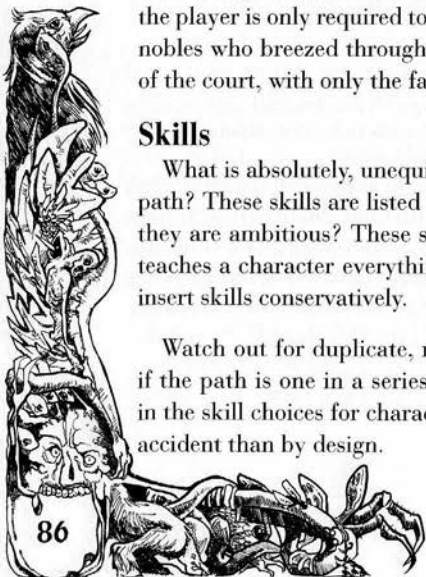 the player is only required to
nobles who breezed through
of the court, with only the fa
Skills
What is absolutely, unequi
path? These skills are listed
they are ambitious? These s
teaches a character everythi
insert skills conservatively.
Watch out for duplicate, r
if the path is one in a series
in the skill choices for charac
accident than by design.
86